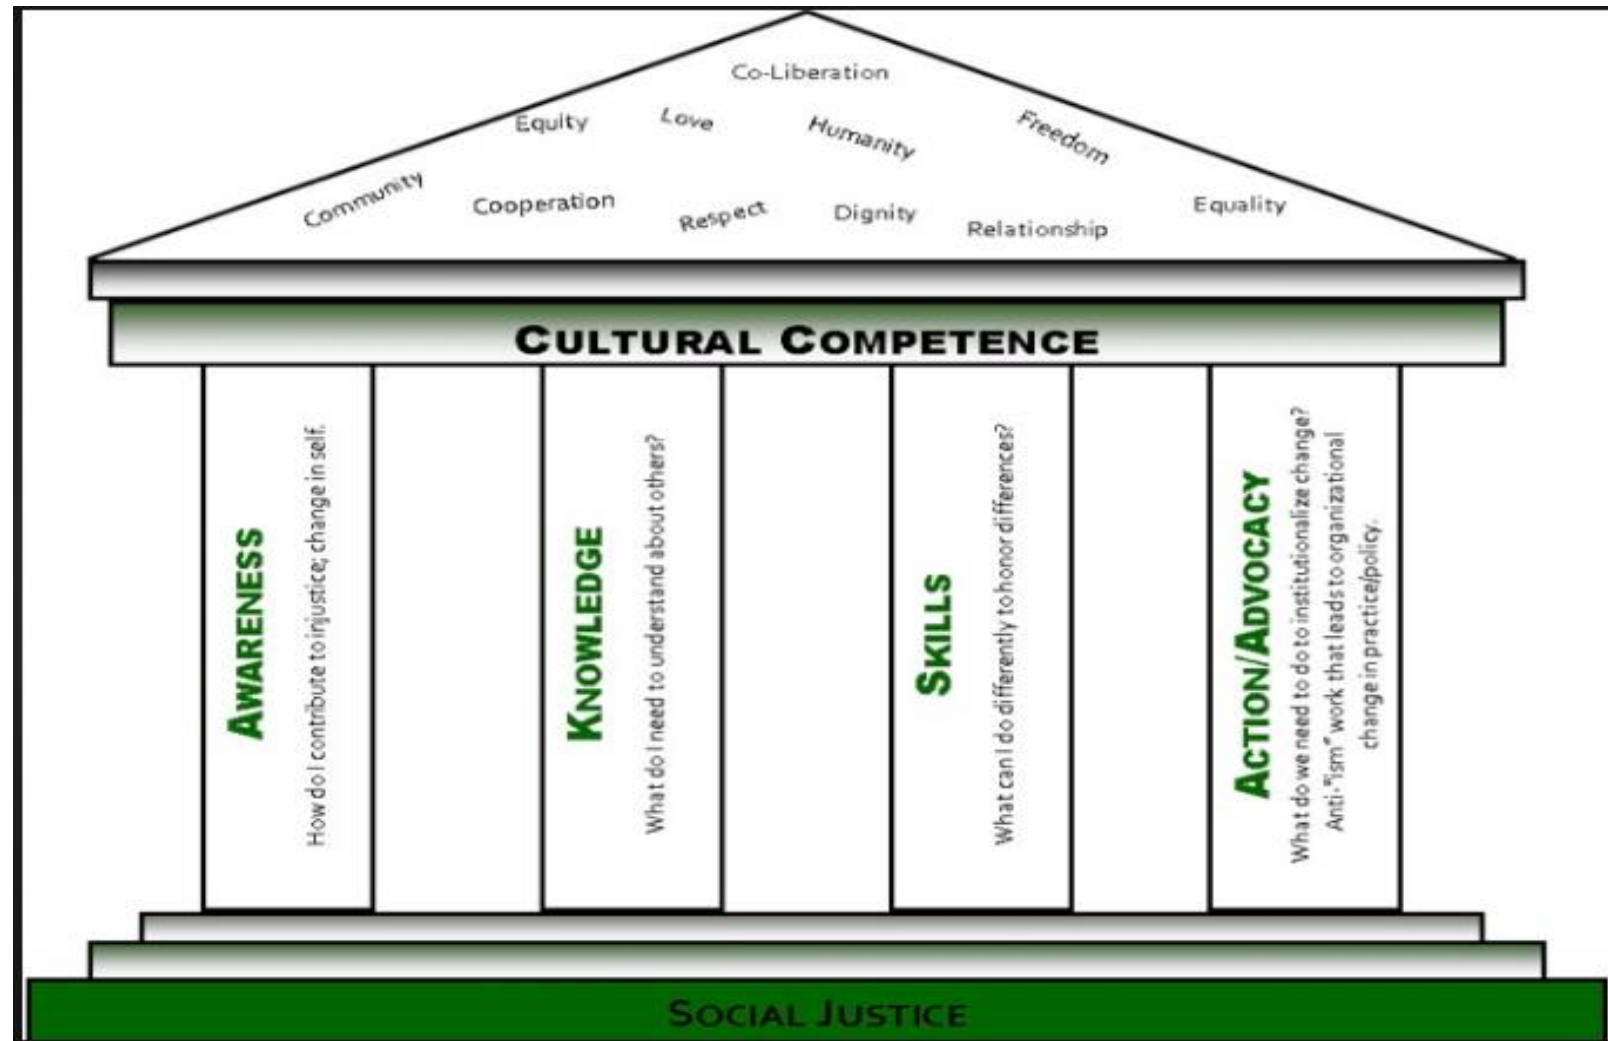 Co-Liberation
Equity
Love
Humanity
Freedom
Community
Cooperation
Respect
Dignity
Relationship
Equality
CULTURAL COMPETENCE
AWARENESS
How do I contribute to injustice; change in self.
KNOWLEDGE
What do I need to understand about others?
SKILLS
What can I do differently to honor differences?
ACTION/ADVOCACY
What do we need to do to institutionalize change?
Anti-"ism" work that leads to organizational
change in practice/policy.
SOCIAL JUSTICE